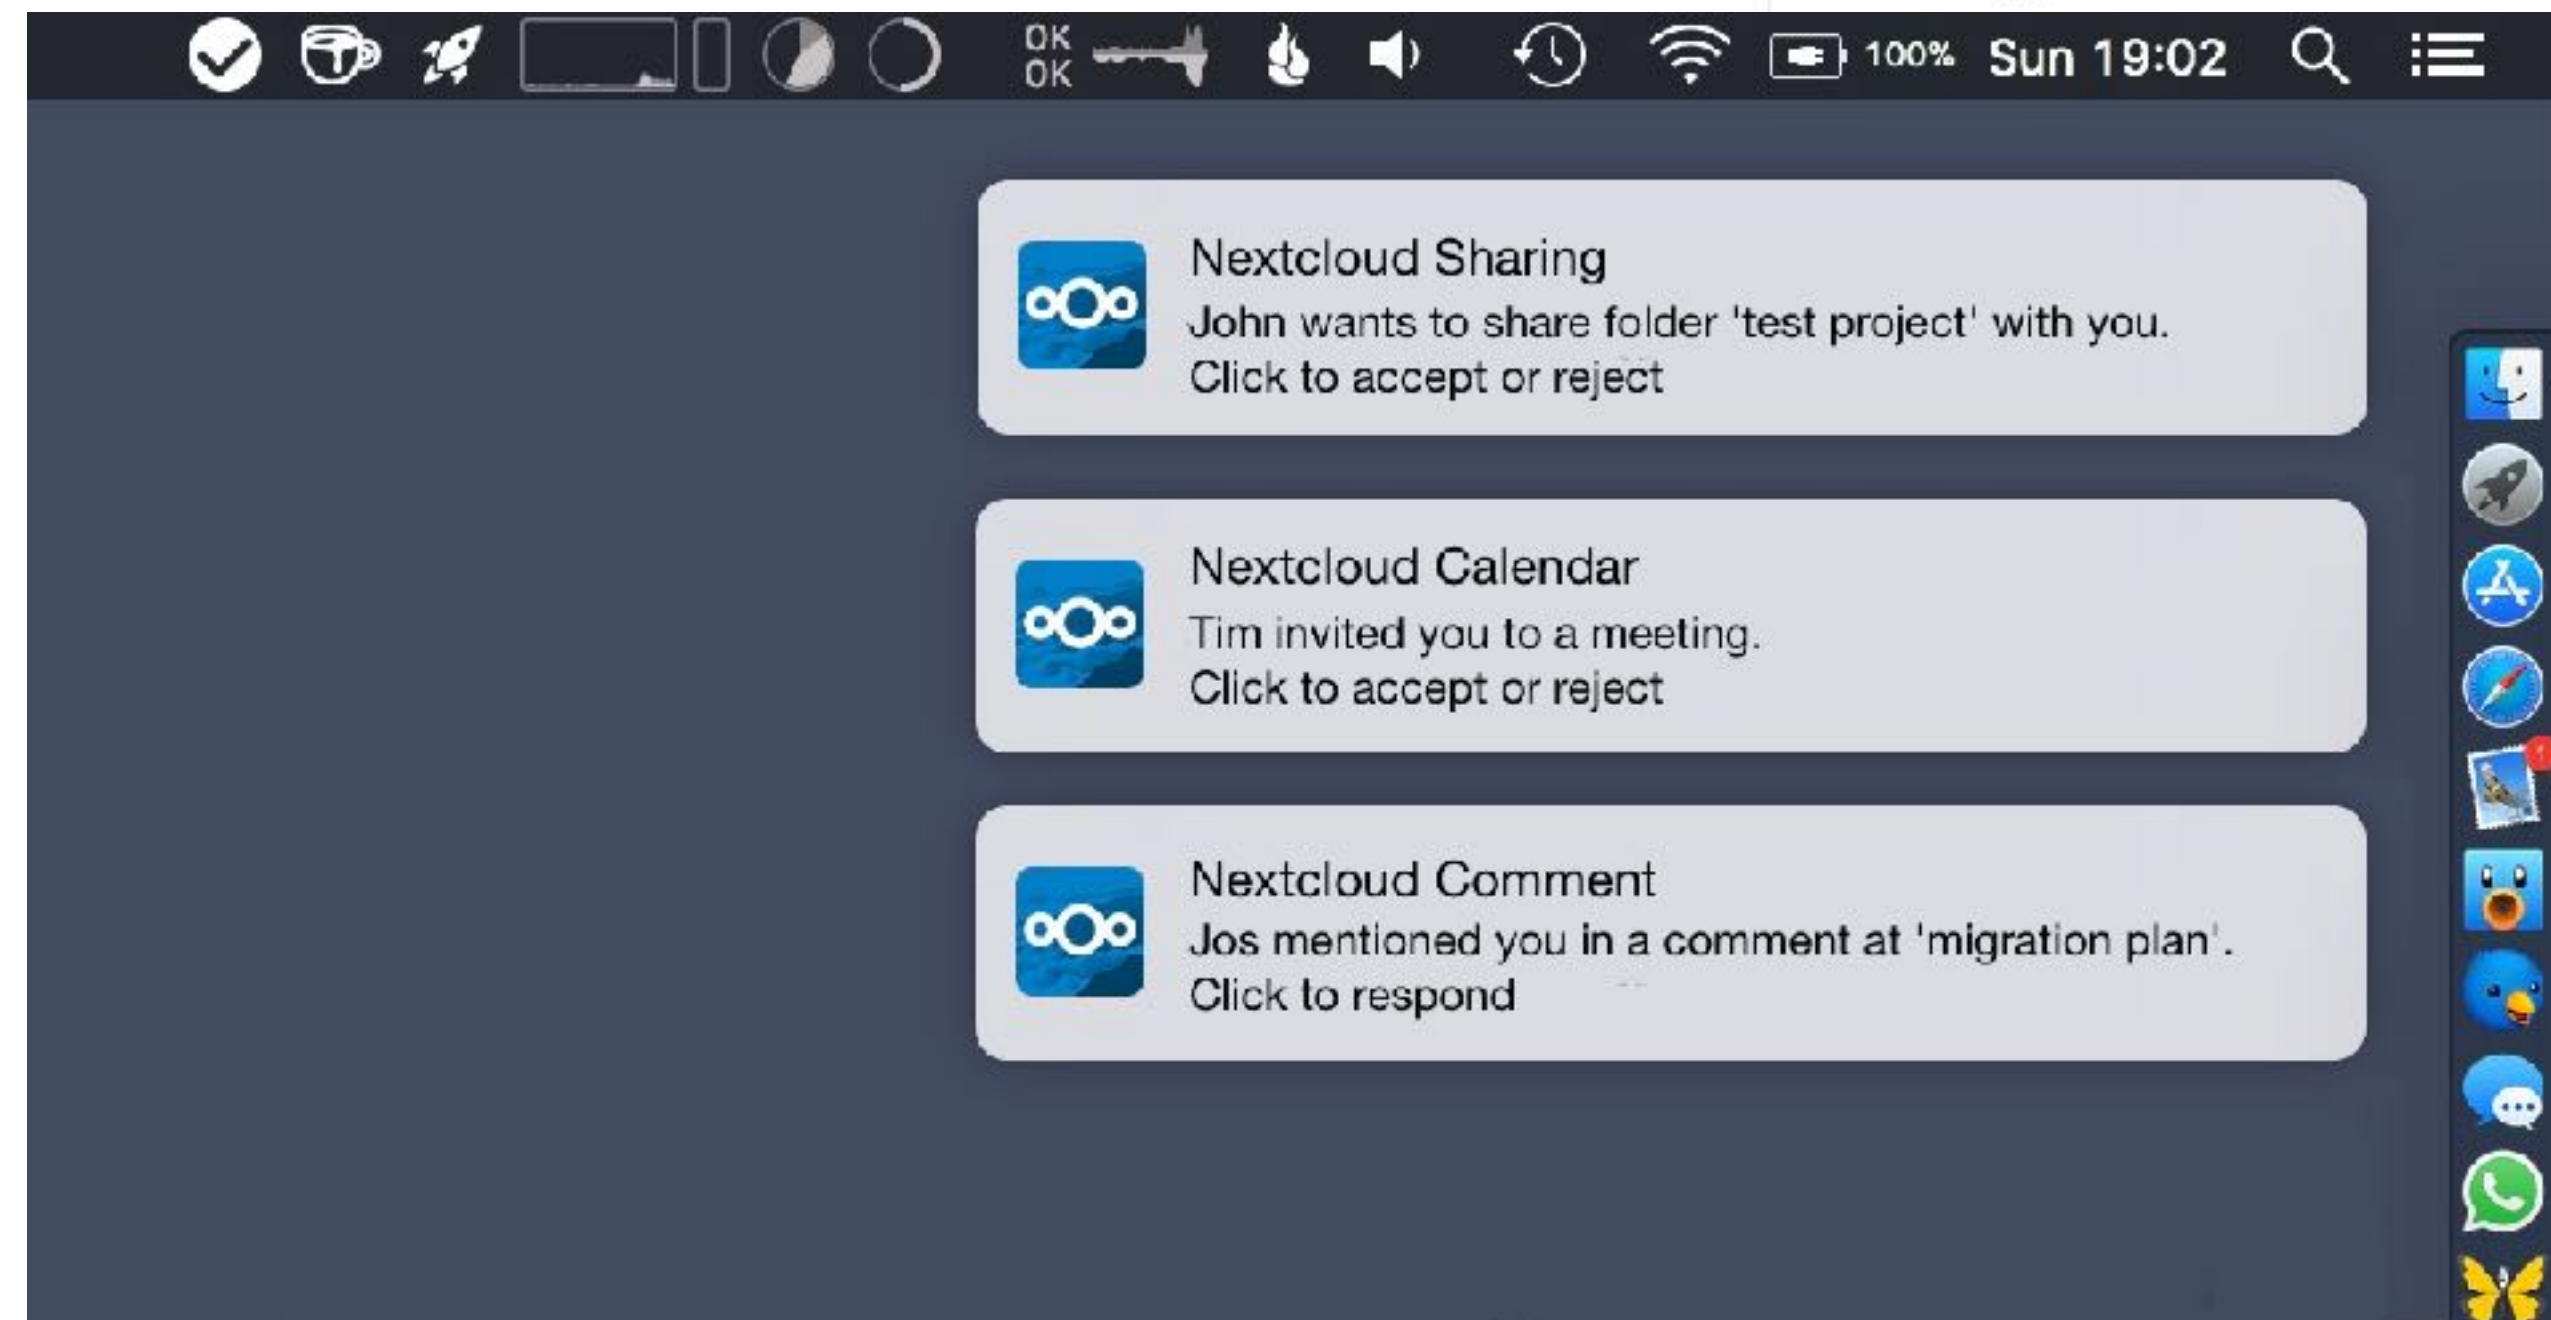 OK
OK
100% Sun 19:02
Nextcloud Sharing
John wants to share folder 'test project' with you.
Click to accept or reject
Nextcloud Calendar
Tim invited you to a meeting.
Click to accept or reject
Nextcloud Comment
Jos mentioned you in a comment at 'migration plan'.
Click to respond
1